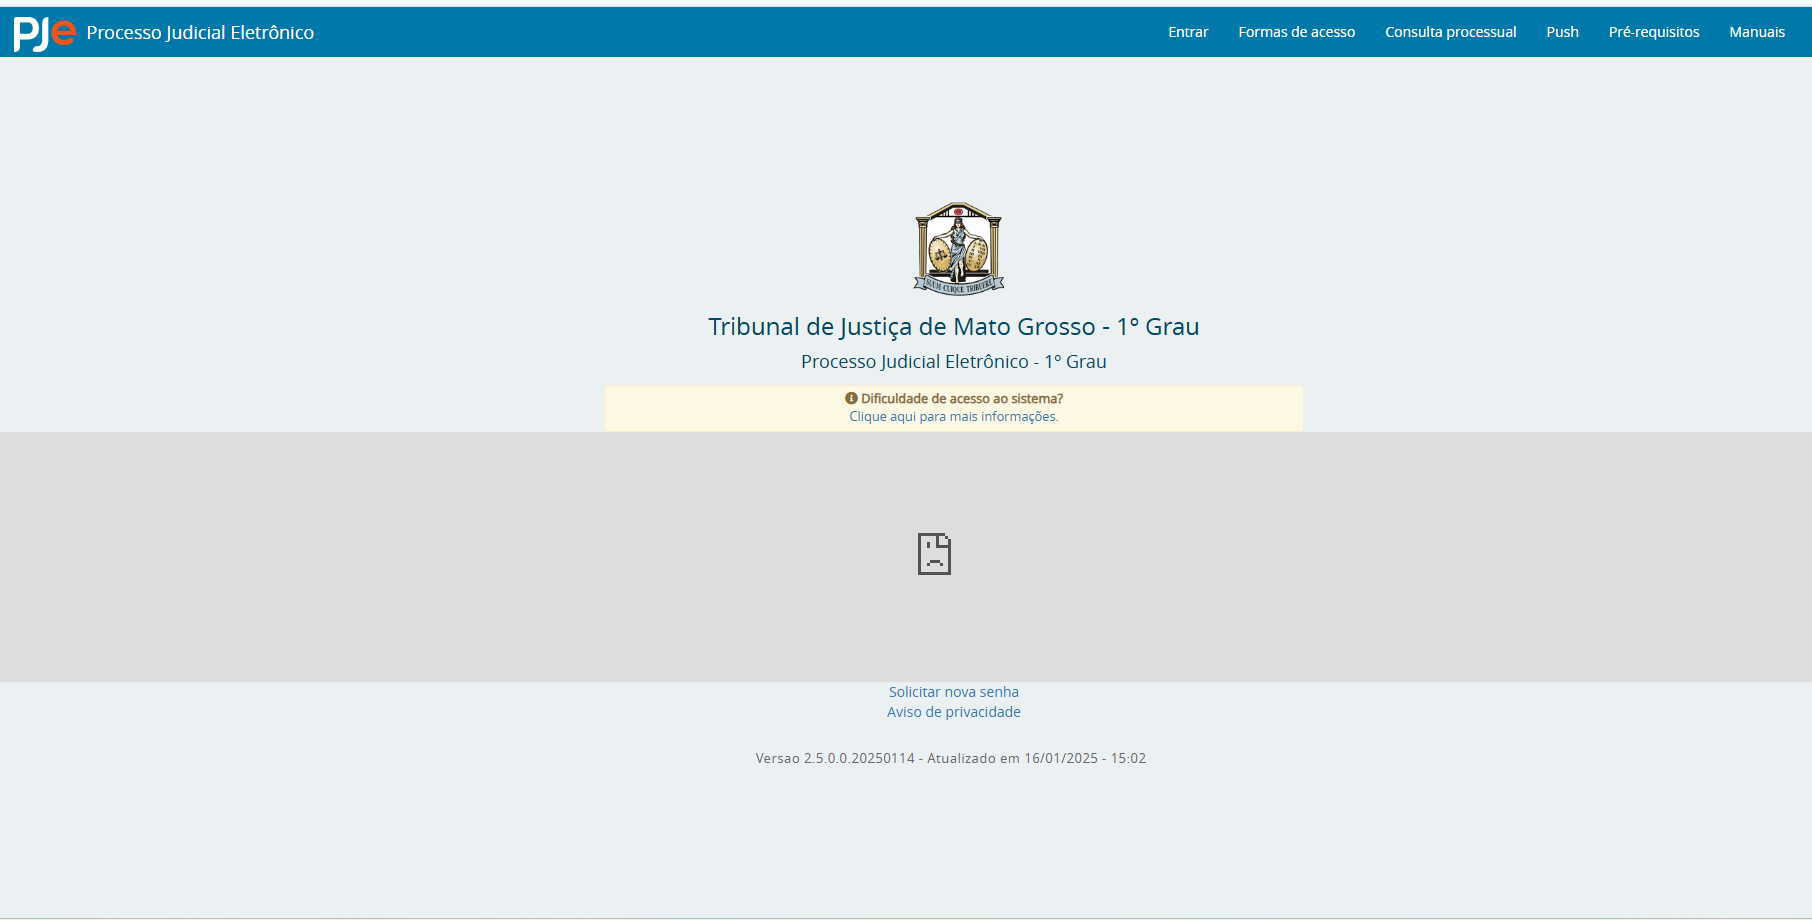 PJe Processo Judicial Eletrônico
Entrar Formas de acesso Consulta processual Push Pré-requisitos Manuais
SUUM CUIQUE TRIBUERE
Tribunal de Justiça de Mato Grosso - 1º Grau
Processo Judicial Eletrônico - 1º Grau
Dificuldade de acesso ao sistema?
Clique aqui para mais informações.
Solicitar nova senha
Aviso de privacidade
Versao 2.5.0.0.20250114 - Atualizado em 16/01/2025 - 15:02